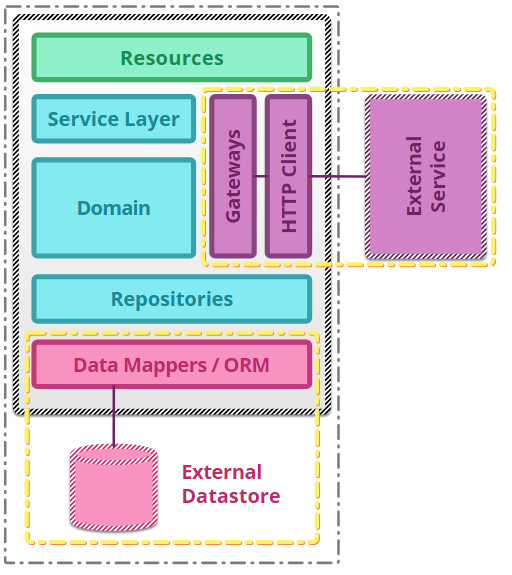 Resources
Service Layer
Gateways
HTTP Client
External
Service
Domain
Repositories
Data Mappers / ORM
External
Datastore